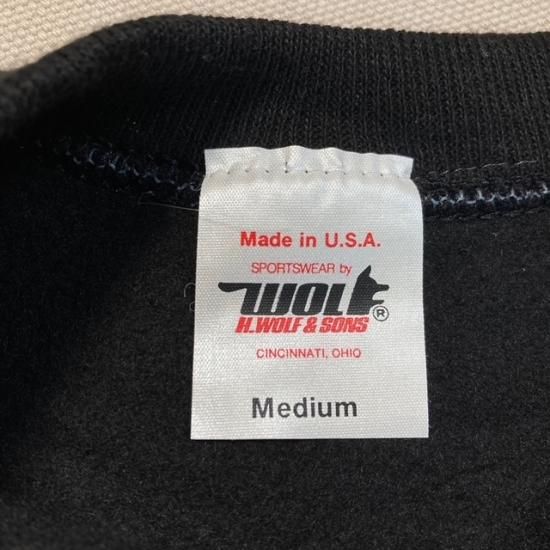 Made in U.S.A.
SPORTSWEAR by
WOLF
H.WOLF & SONS ®
CINCINNATI, OHIO
Medium